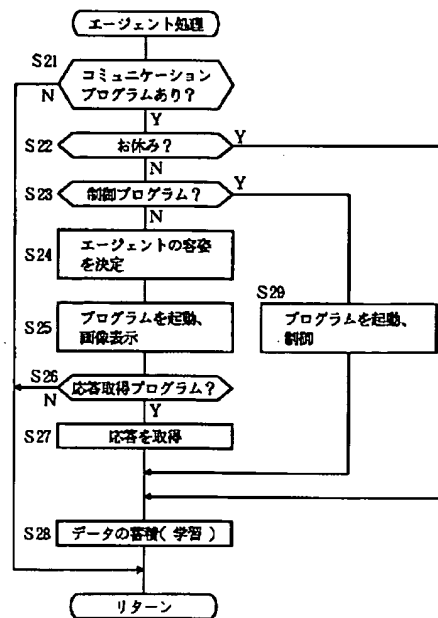 エージェント処理
S21
コミュニケーション
プログラムあり？
N
Y
S22
お休み？
Y
N
S23
制御プログラム？
Y
N
S24
エージェントの容姿
を決定
S29
プログラムを起動、
制御
S25
プログラムを起動、
画像表示
S26
応答取得プログラム？
N
Y
S27
応答を取得
S28
データの蓄積( 学習 )
リターン